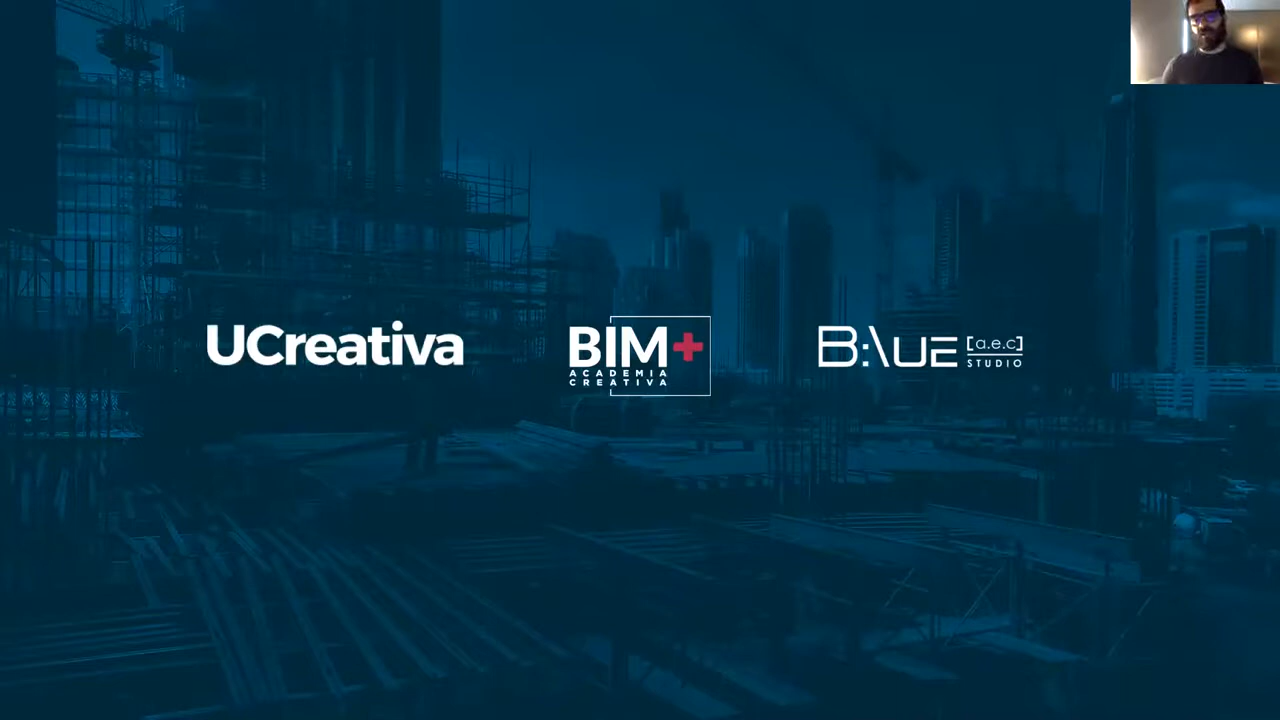 UCreativa
BIM+
ACADEMIA
CREATIVA
B:\UE [a.e.c]
STUDIO